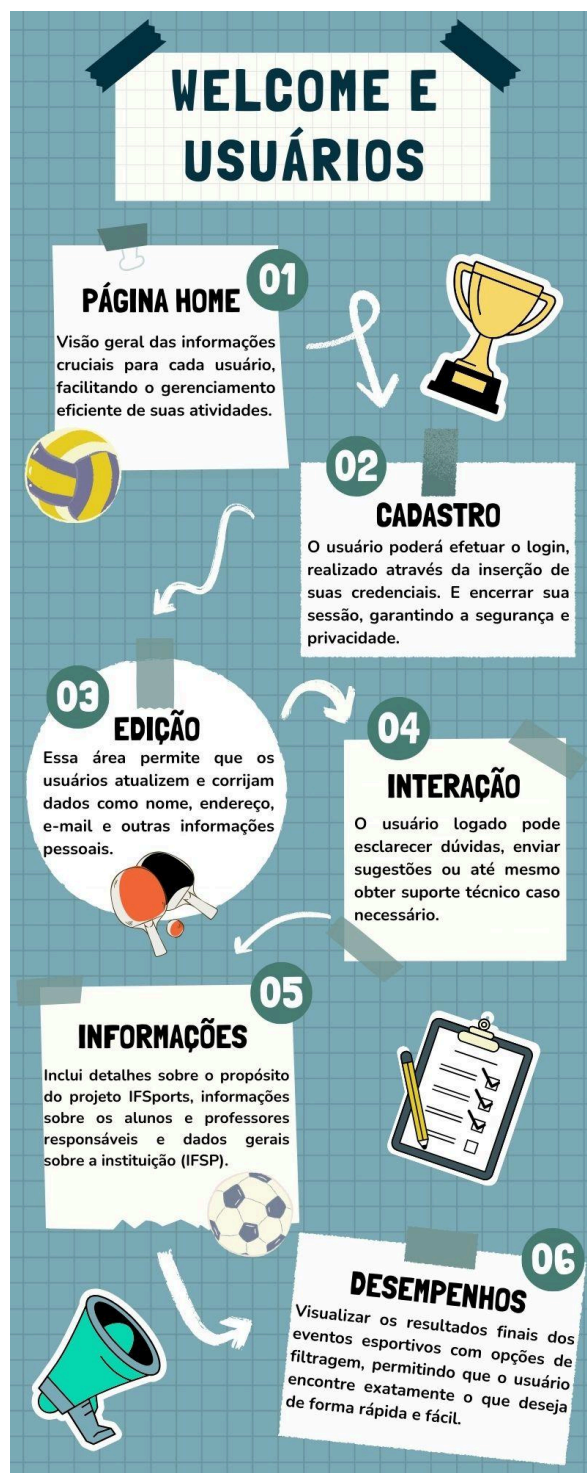 WELCOME E
USUÁRIOS
01
PÁGINA HOME
Visão geral das informações
cruciais para cada usuário,
facilitando o gerenciamento
eficiente de suas atividades.
02
CADASTRO
O usuário poderá efetuar o login,
realizado através da inserção de
suas credenciais. E encerrar sua
sessão, garantindo a segurança e
privacidade.
03
EDIÇÃO
Essa área permite que os
usuários atualizem e corrijam
dados como nome, endereço,
e-mail e outras informações
pessoais.
04
INTERAÇÃO
O usuário logado pode
esclarecer dúvidas, enviar
sugestões ou até mesmo
obter suporte técnico caso
necessário.
05
INFORMAÇÕES
Inclui detalhes sobre o propósito
do projeto IFSports, informações
sobre os alunos e professores
responsáveis e dados gerais
sobre a instituição (IFSP).
06
DESEMPENHOS
Visualizar os resultados finais dos
eventos esportivos com opções de
filtragem, permitindo que o usuário
encontre exatamente o que deseja
de forma rápida e fácil.